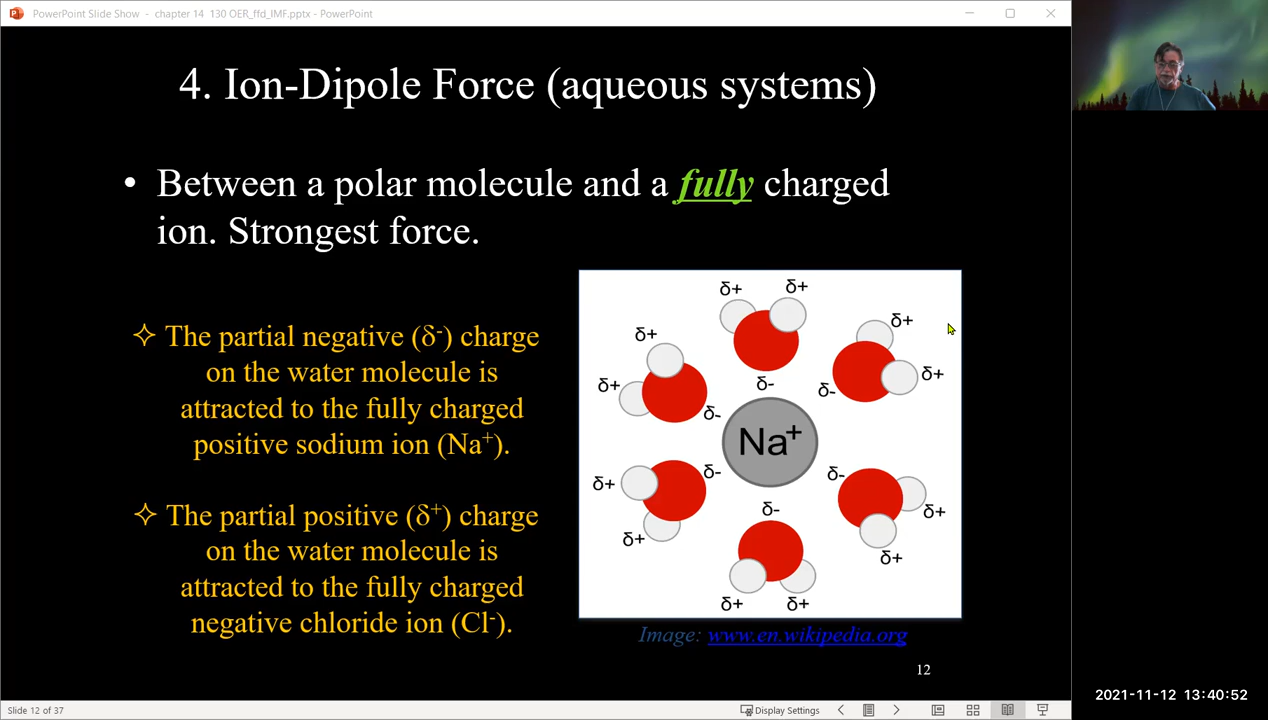 PowerPoint Slide Show - chapter 14 130 OER_ffd_IMF.pptx - PowerPoint
4. Ion-Dipole Force (aqueous systems)
• Between a polar molecule and a fully charged
ion. Strongest force.
✧ The partial negative (δ-) charge
on the water molecule is
attracted to the fully charged
positive sodium ion (Na+).
✧ The partial positive (δ+) charge
on the water molecule is
attracted to the fully charged
negative chloride ion (Cl-).
δ+ δ+
δ+ δ+
δ+ δ+
δ- δ-
δ-
Na+
δ- δ-
δ+ δ-
δ+
δ+ δ+
δ+ δ+
Image: www.en.wikipedia.org
12
2021-11-12 13:40:52
Slide 12 of 37
Display Settings